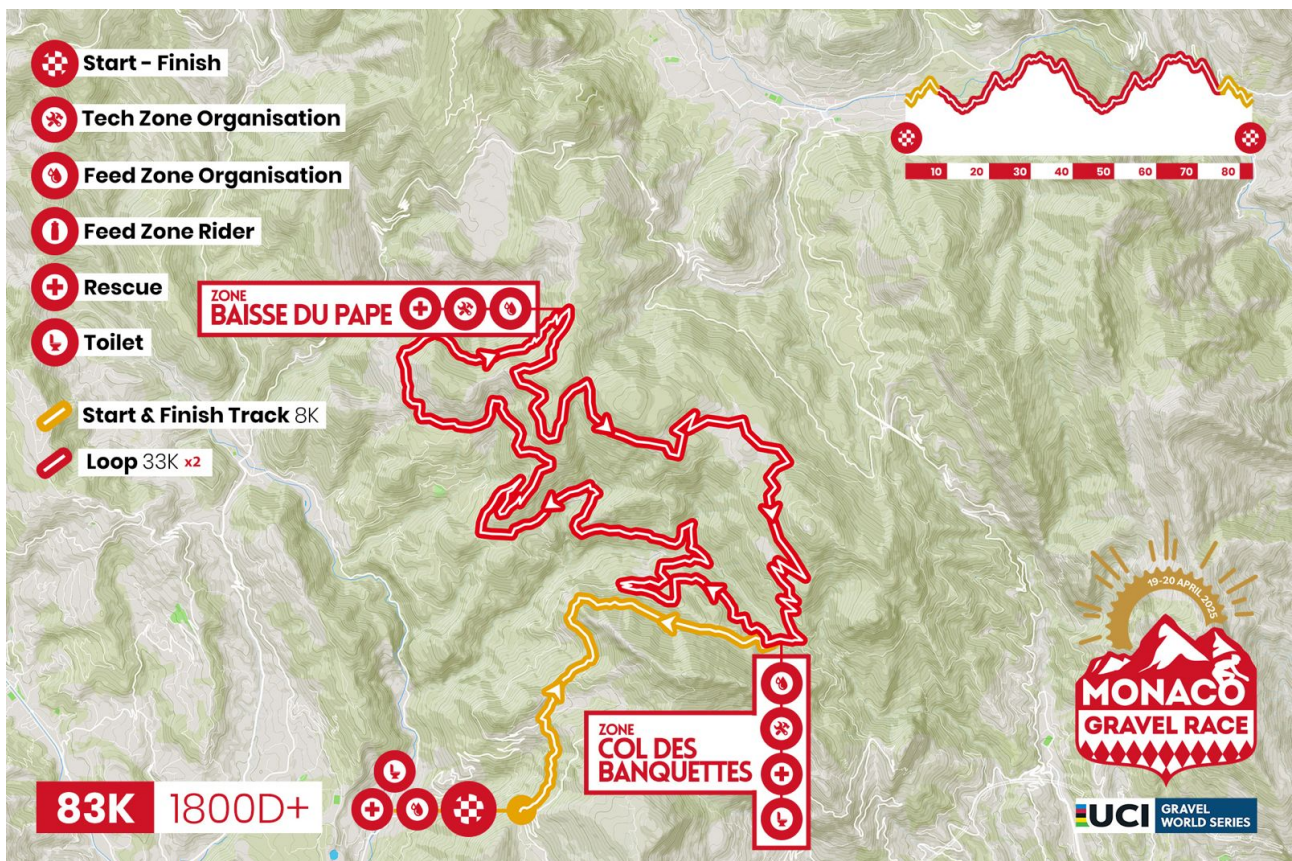 Start - Finish
Tech Zone Organisation
Feed Zone Organisation
Feed Zone Rider
Rescue
Toilet
Start & Finish Track 8K
Loop 33K x2
10 20 30 40 50 60 70 80
ZONE
BAISSE DU PAPE
ZONE
COL DES
BANQUETTES
83K 1800D+
19-20 APRIL 2025
MONACO
GRAVEL RACE
UCI GRAVEL
WORLD SERIES